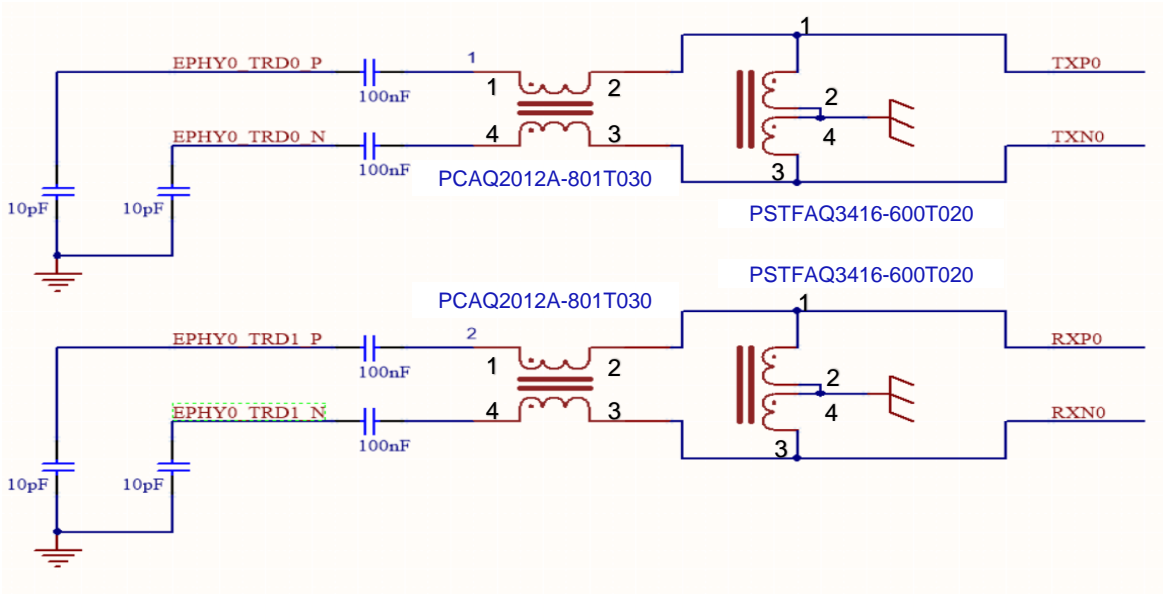 1
EPHY0_TRD0_P
1
TXP0
100nF
1
2
2
EPHY0_TRD0_N
4
3
4
TXN0
100nF
PCAQ2012A-801T030
3
10pF
10pF
PSTFAQ3416-600T020
PSTFAQ3416-600T020
PCAQ2012A-801T030
1
EPHY0_TRD1_P
2
RXP0
100nF
1
2
2
EPHY0_TRD1_N
4
3
4
RXN0
100nF
3
10pF
10pF